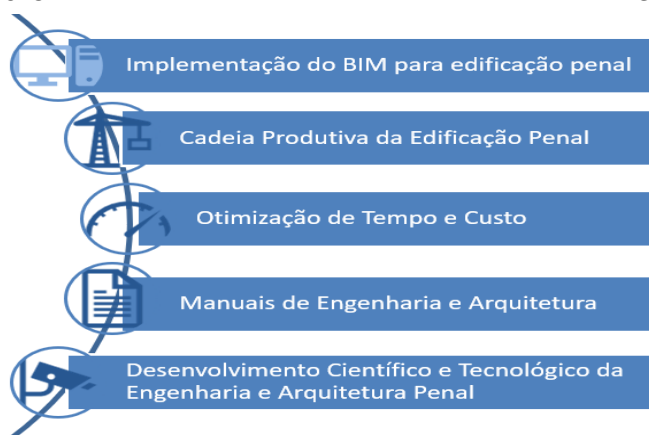 Implementação do BIM para edificação penal
Cadeia Produtiva da Edificação Penal
Otimização de Tempo e Custo
Manuais de Engenharia e Arquitetura
Desenvolvimento Científico e Tecnológico da
Engenharia e Arquitetura Penal